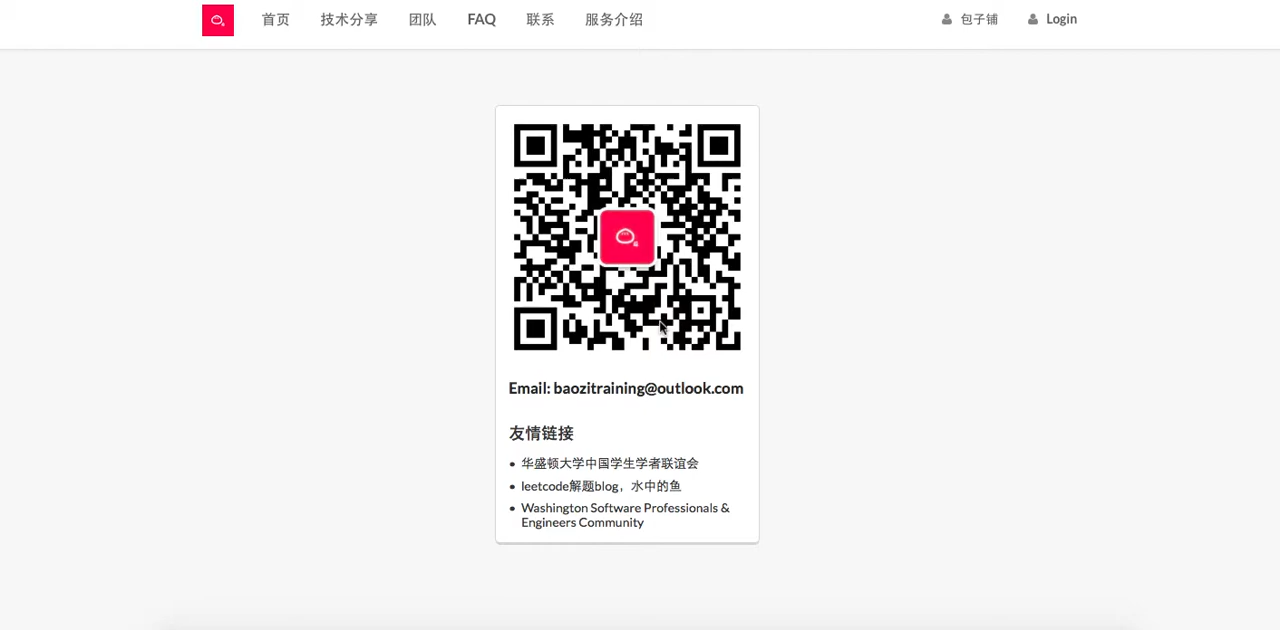 首页 技术分享 团队 FAQ 联系 服务介绍 包子铺 Login
Email: baozitraining@outlook.com
友情链接
华盛顿大学中国学生学者联谊会
leetcode解题blog，水中的鱼
Washington Software Professionals &
Engineers Community